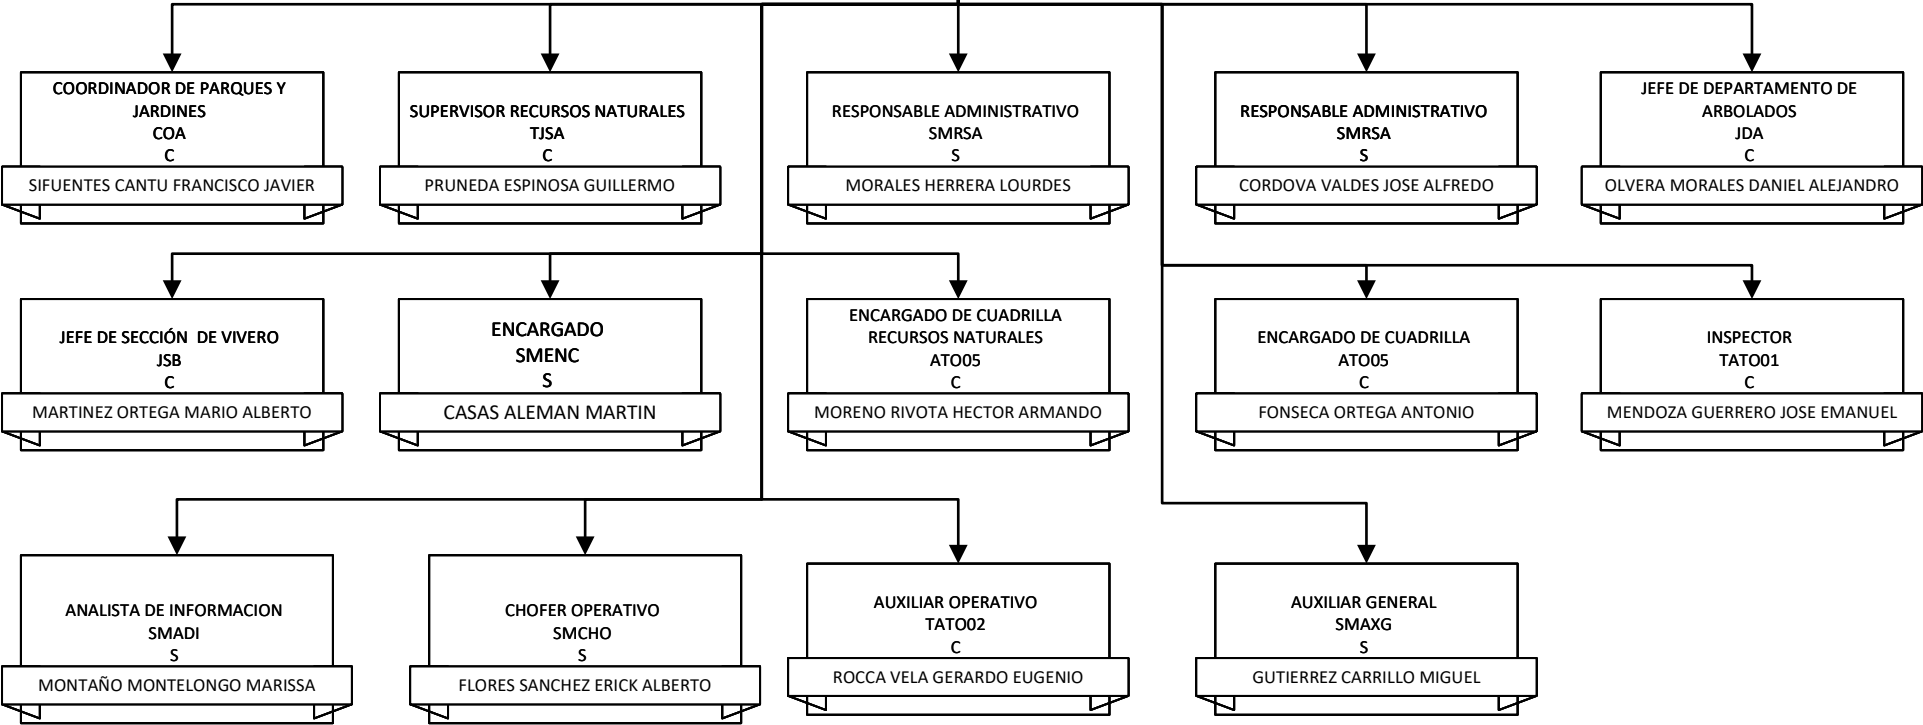 COORDINADOR DE PARQUES Y
JARDINES
COA
C
SIFUENTES CANTU FRANCISCO JAVIER
SUPERVISOR RECURSOS NATURALES
TJSA
C
PRUNEDA ESPINOSA GUILLERMO
RESPONSABLE ADMINISTRATIVO
SMRSA
S
MORALES HERRERA LOURDES
RESPONSABLE ADMINISTRATIVO
SMRSA
S
CORDOVA VALDES JOSE ALFREDO
JEFE DE DEPARTAMENTO DE
ARBOLADOS
JDA
C
OLVERA MORALES DANIEL ALEJANDRO
JEFE DE SECCIÓN  DE VIVERO
JSB
C
MARTINEZ ORTEGA MARIO ALBERTO
ENCARGADO
SMENC
S
CASAS ALEMAN MARTIN
ENCARGADO DE CUADRILLA
RECURSOS NATURALES
ATO05
C
MORENO RIVOTA HECTOR ARMANDO
ENCARGADO DE CUADRILLA
ATO05
C
FONSECA ORTEGA ANTONIO
INSPECTOR
TATO01
C
MENDOZA GUERRERO JOSE EMANUEL
ANALISTA DE INFORMACION
SMADI
S
MONTAÑO MONTELONGO MARISSA
CHOFER OPERATIVO
SMCHO
S
FLORES SANCHEZ ERICK ALBERTO
AUXILIAR OPERATIVO
TATO02
C
ROCCA VELA GERARDO EUGENIO
AUXILIAR GENERAL
SMAXG
S
GUTIERREZ CARRILLO MIGUEL